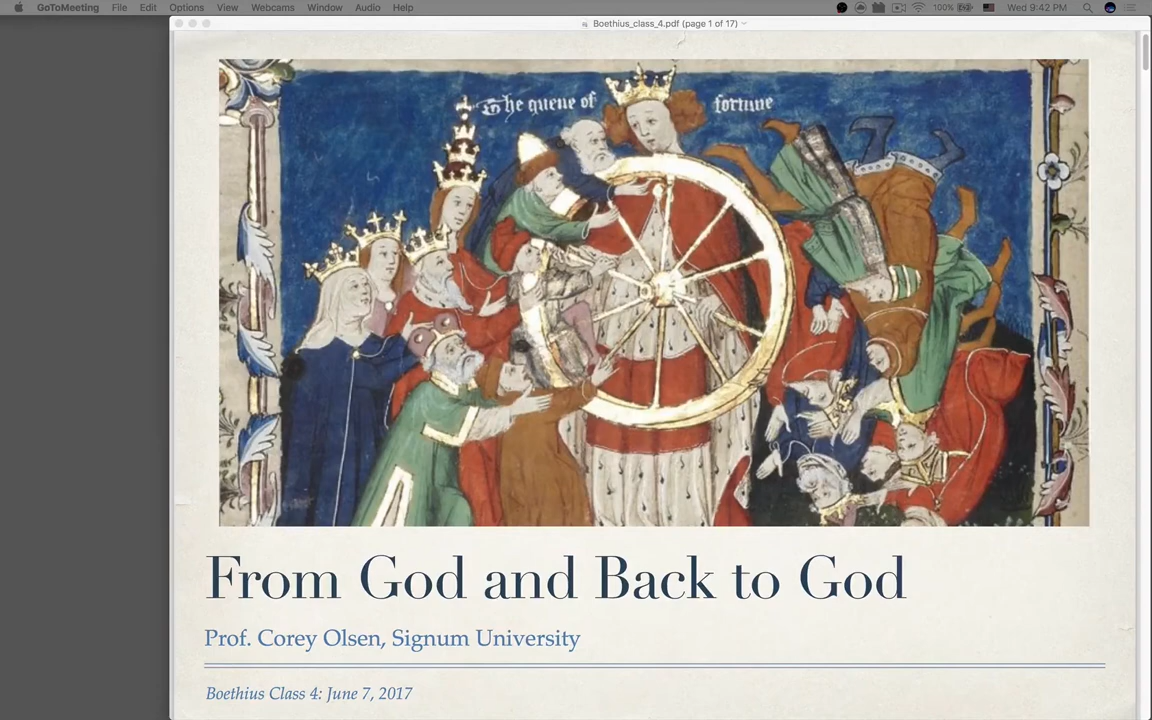 GoToMeeting File Edit Options View Webcams Window Audio Help 100% Wed 9:42 PM
Boethius_class_4.pdf (page 1 of 17)
The quene of fortune
From God and Back to God
Prof. Corey Olsen, Signum University
Boethius Class 4: June 7, 2017